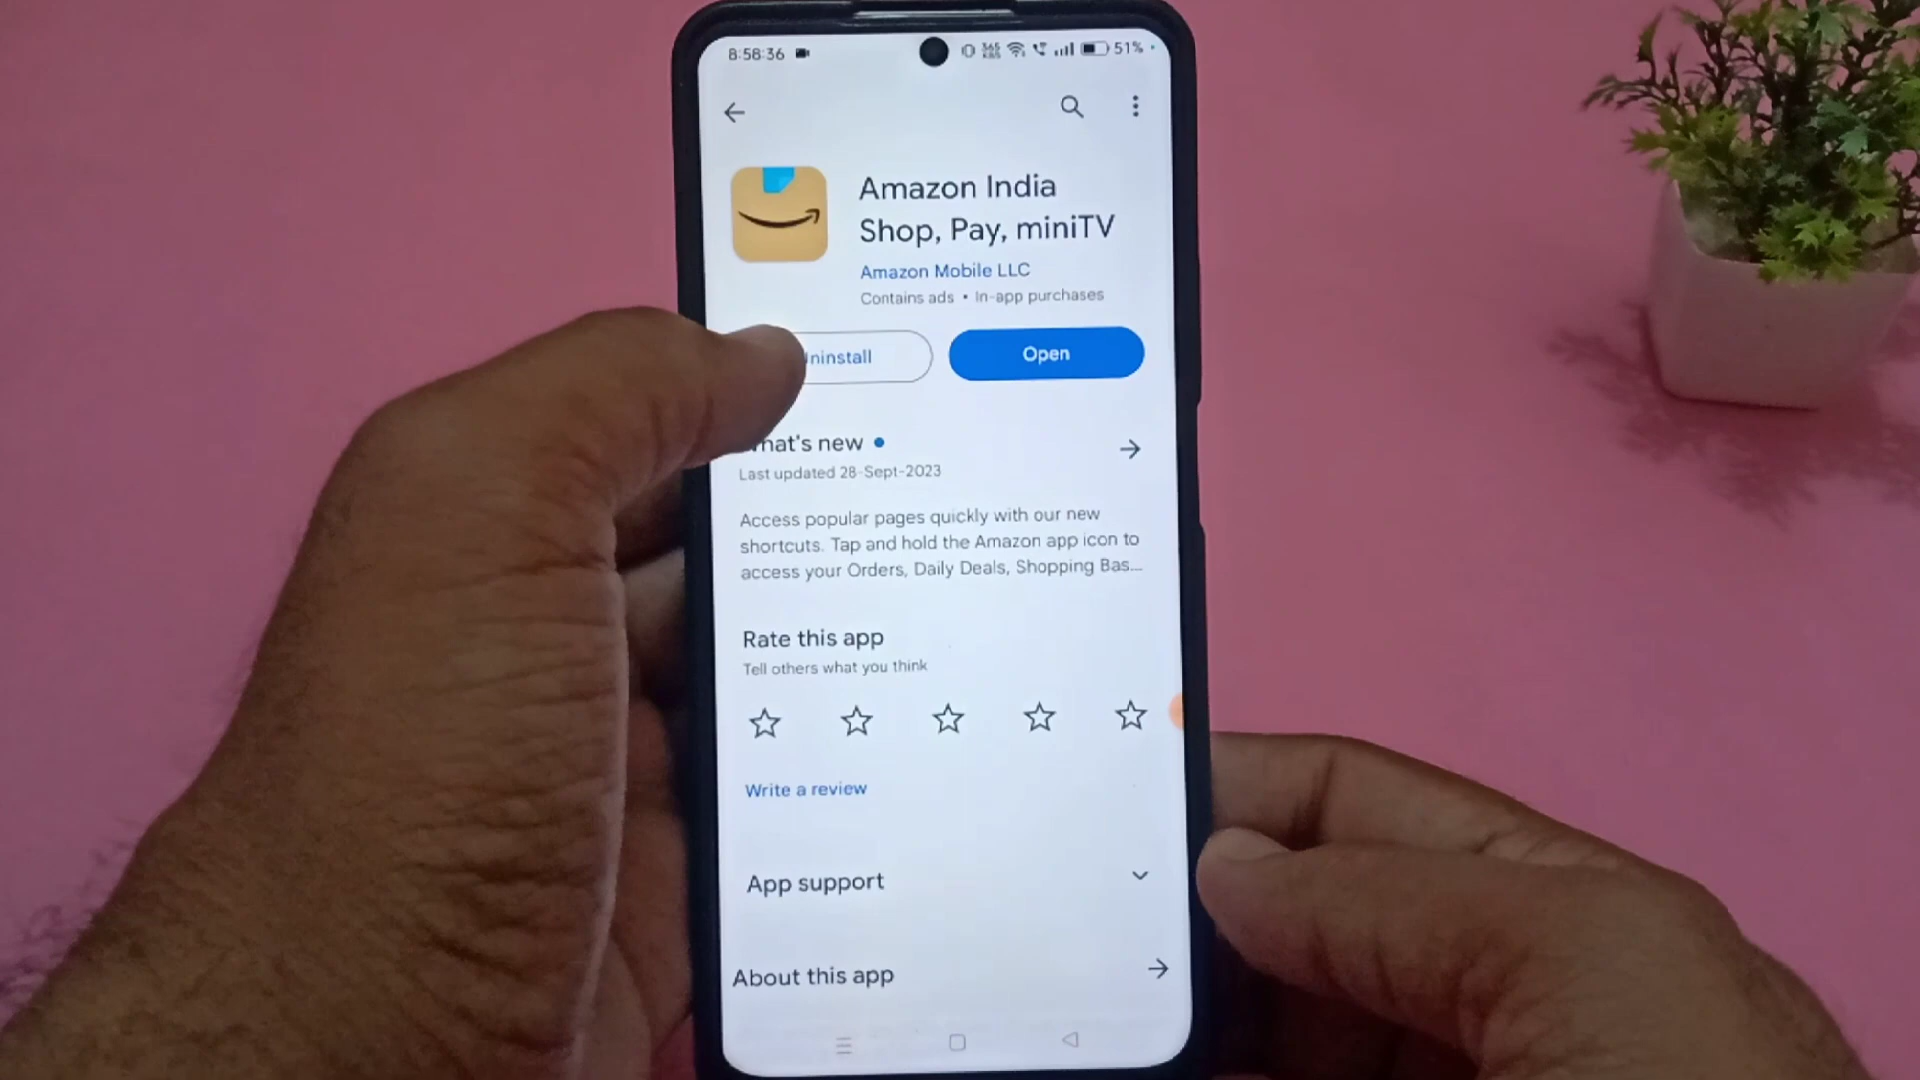 8:58:36 51%
Amazon India
Shop, Pay, miniTV
Amazon Mobile LLC
Contains ads • In-app purchases
ninstall Open
hat's new
Last updated 28-Sept-2023
Access popular pages quickly with our new
shortcuts. Tap and hold the Amazon app icon to
access your Orders, Daily Deals, Shopping Bas...
Rate this app
Tell others what you think
Write a review
App support
About this app